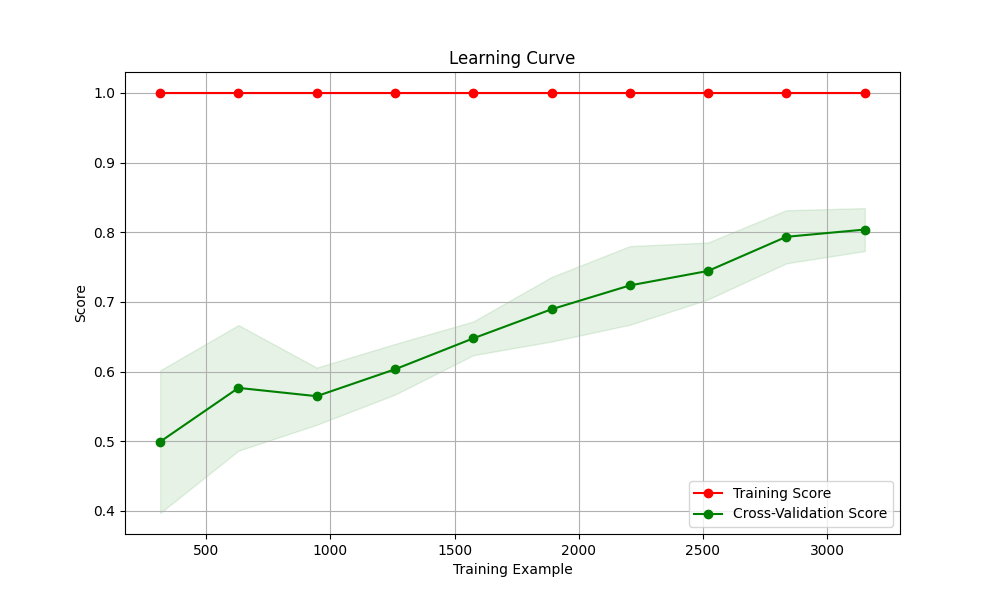 Learning Curve
1.0
0.9
0.8
0.7
0.6
0.5
0.4
Score
500 1000 1500 2000 2500 3000
Training Example
Training Score
Cross-Validation Score